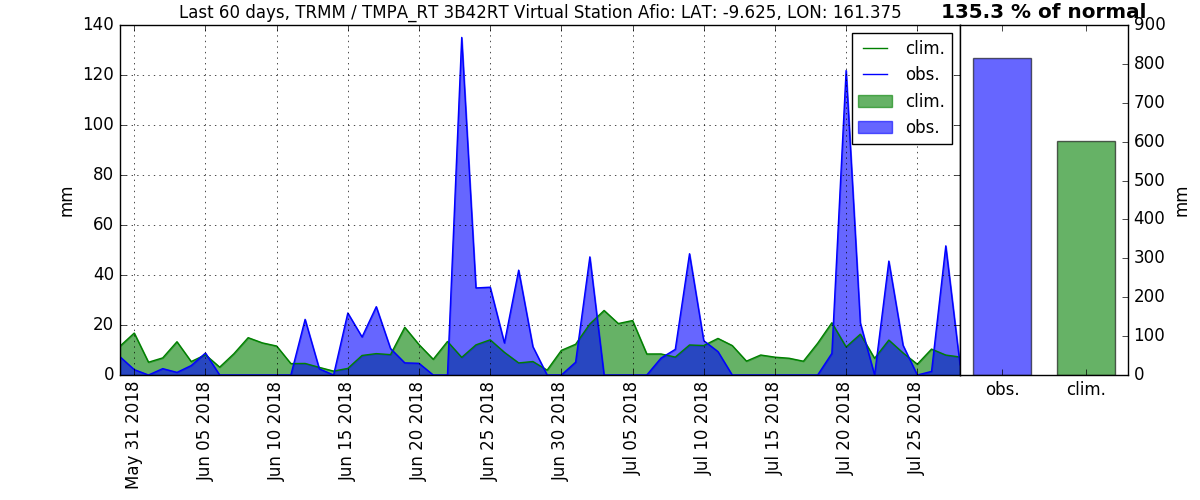 Last 60 days, TRMM / TMPA_RT 3B42RT Virtual Station Afio: LAT: -9.625, LON: 161.375
135.3 % of normal
mm
140
120
100
80
60
40
20
0
clim.
obs.
clim.
obs.
May 31 2018
Jun 05 2018
Jun 10 2018
Jun 15 2018
Jun 20 2018
Jun 25 2018
Jun 30 2018
Jul 05 2018
Jul 10 2018
Jul 15 2018
Jul 20 2018
Jul 25 2018
900
800
700
600
500
400
300
200
100
0
mm
obs.
clim.